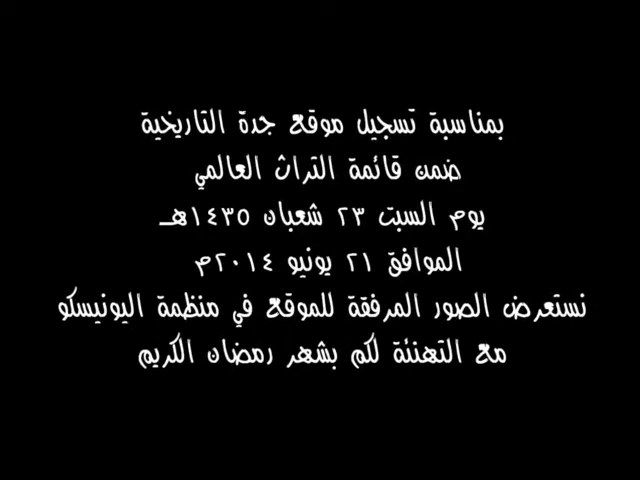 بمناسبة تسجيل موقع جدة التاريخية
ضمن قائمة التراث العالمي
يوم السبت ٢٣ شعبان ١٤٣٥هـ
الموافق ٢١ يونيو ٢٠١٤م
نستعرض الصور المرفقة للموقع في منظمة اليونيسكو
مع التهنئة لكم بشهر رمضان الكريم